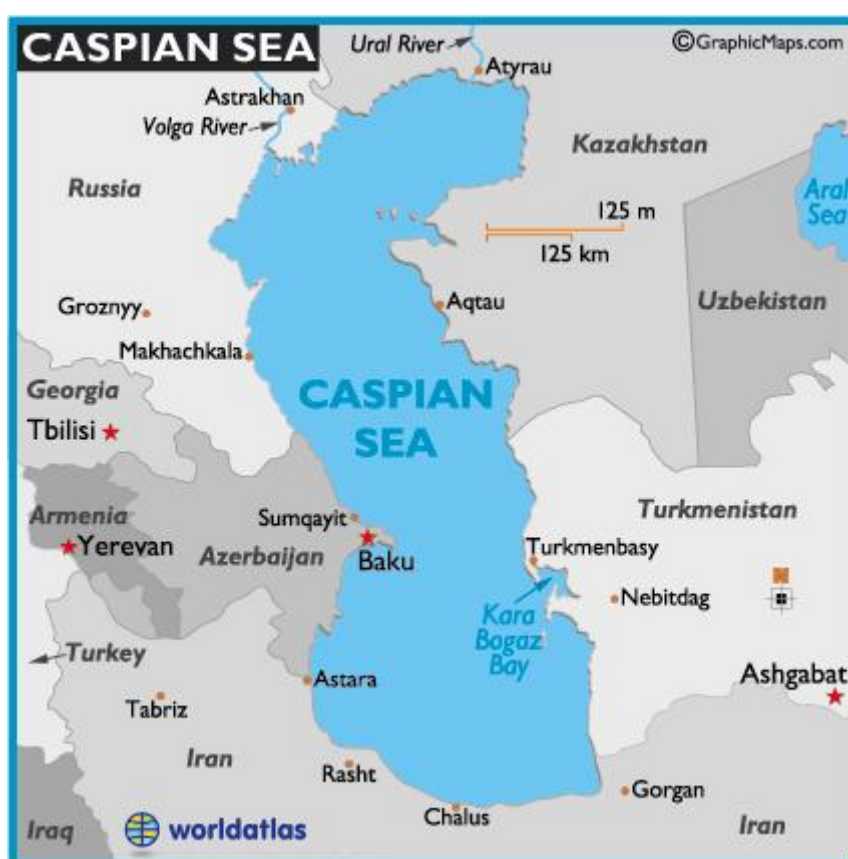 CASPIAN SEA
Ural River
©GraphicMaps.com
Atyrau
Astrakhan
Volga River
Kazakhstan
Russia
Aral
Sea
125 m
125 km
Uzbekistan
Groznyy
Aqtau
Makhachkala
Georgia
CASPIAN
SEA
Tbilisi
Turkmenistan
Armenia
Sumqayit
Yerevan
Azerbaijan
Baku
Turkmenbasy
N
Nebitdag
Kara
Bogaz
Bay
Turkey
Ashgabat
Astara
Tabriz
Iran
Rasht
Gorgan
Chalus
Iraq
worldatlas
Iran